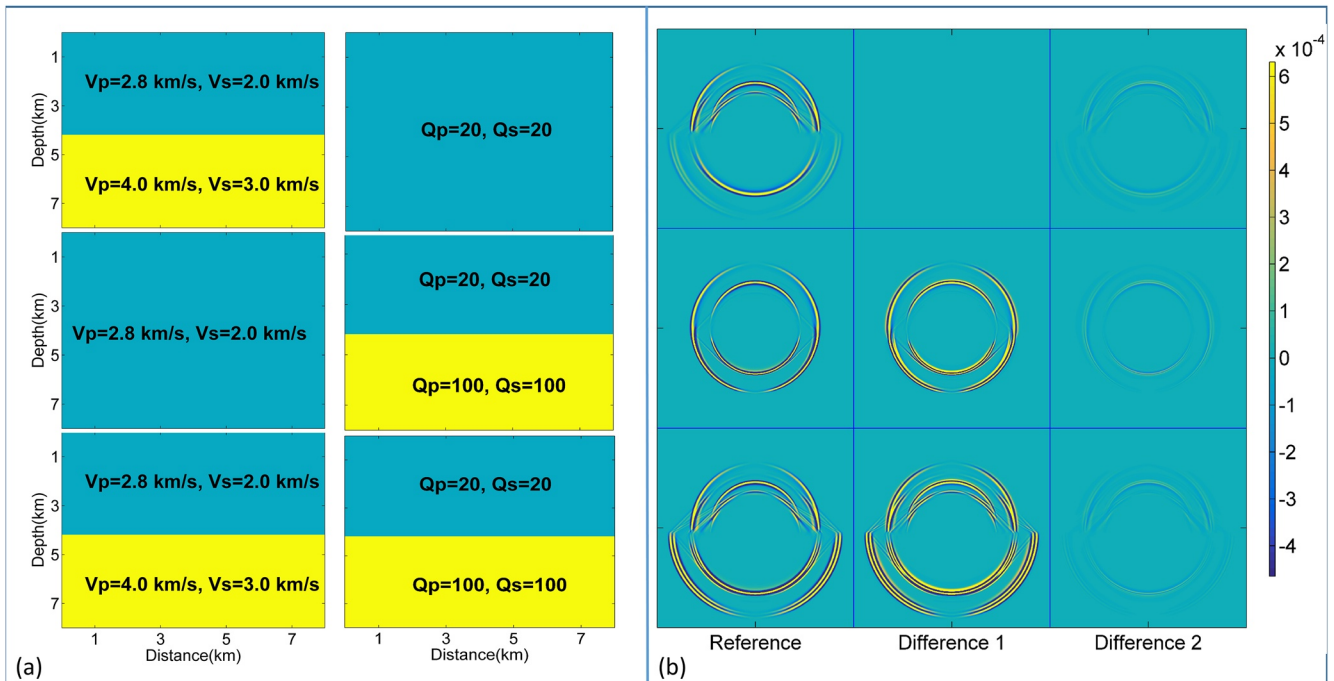 1
3
5
7
Depth(km)
Vp=2.8 km/s, Vs=2.0 km/s
Vp=4.0 km/s, Vs=3.0 km/s
Qp=20, Qs=20
1
3
5
7
Depth(km)
Vp=2.8 km/s, Vs=2.0 km/s
Qp=20, Qs=20
Qp=100, Qs=100
1
3
5
7
Depth(km)
Vp=2.8 km/s, Vs=2.0 km/s
Vp=4.0 km/s, Vs=3.0 km/s
Qp=20, Qs=20
Qp=100, Qs=100
1 3 5 7
Distance(km)
1 3 5 7
Distance(km)
(a)
x 10⁻⁴
6
5
4
3
2
1
0
-1
-2
-3
-4
Reference Difference 1 Difference 2
(b)